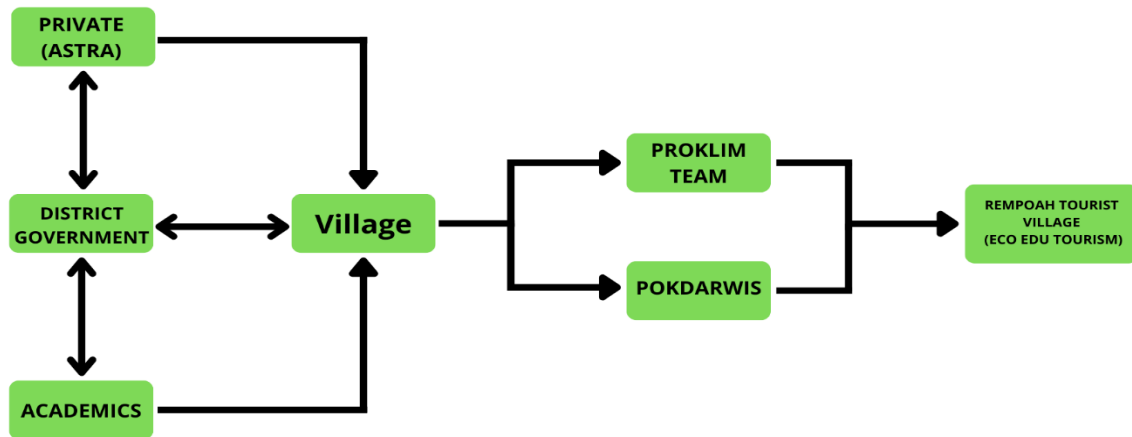 PRIVATE
(ASTRA)
DISTRICT
GOVERNMENT
ACADEMICS
Village
PROKLIM
TEAM
POKDARWIS
REMPOAH TOURIST
VILLAGE
(ECO EDU TOURISM)